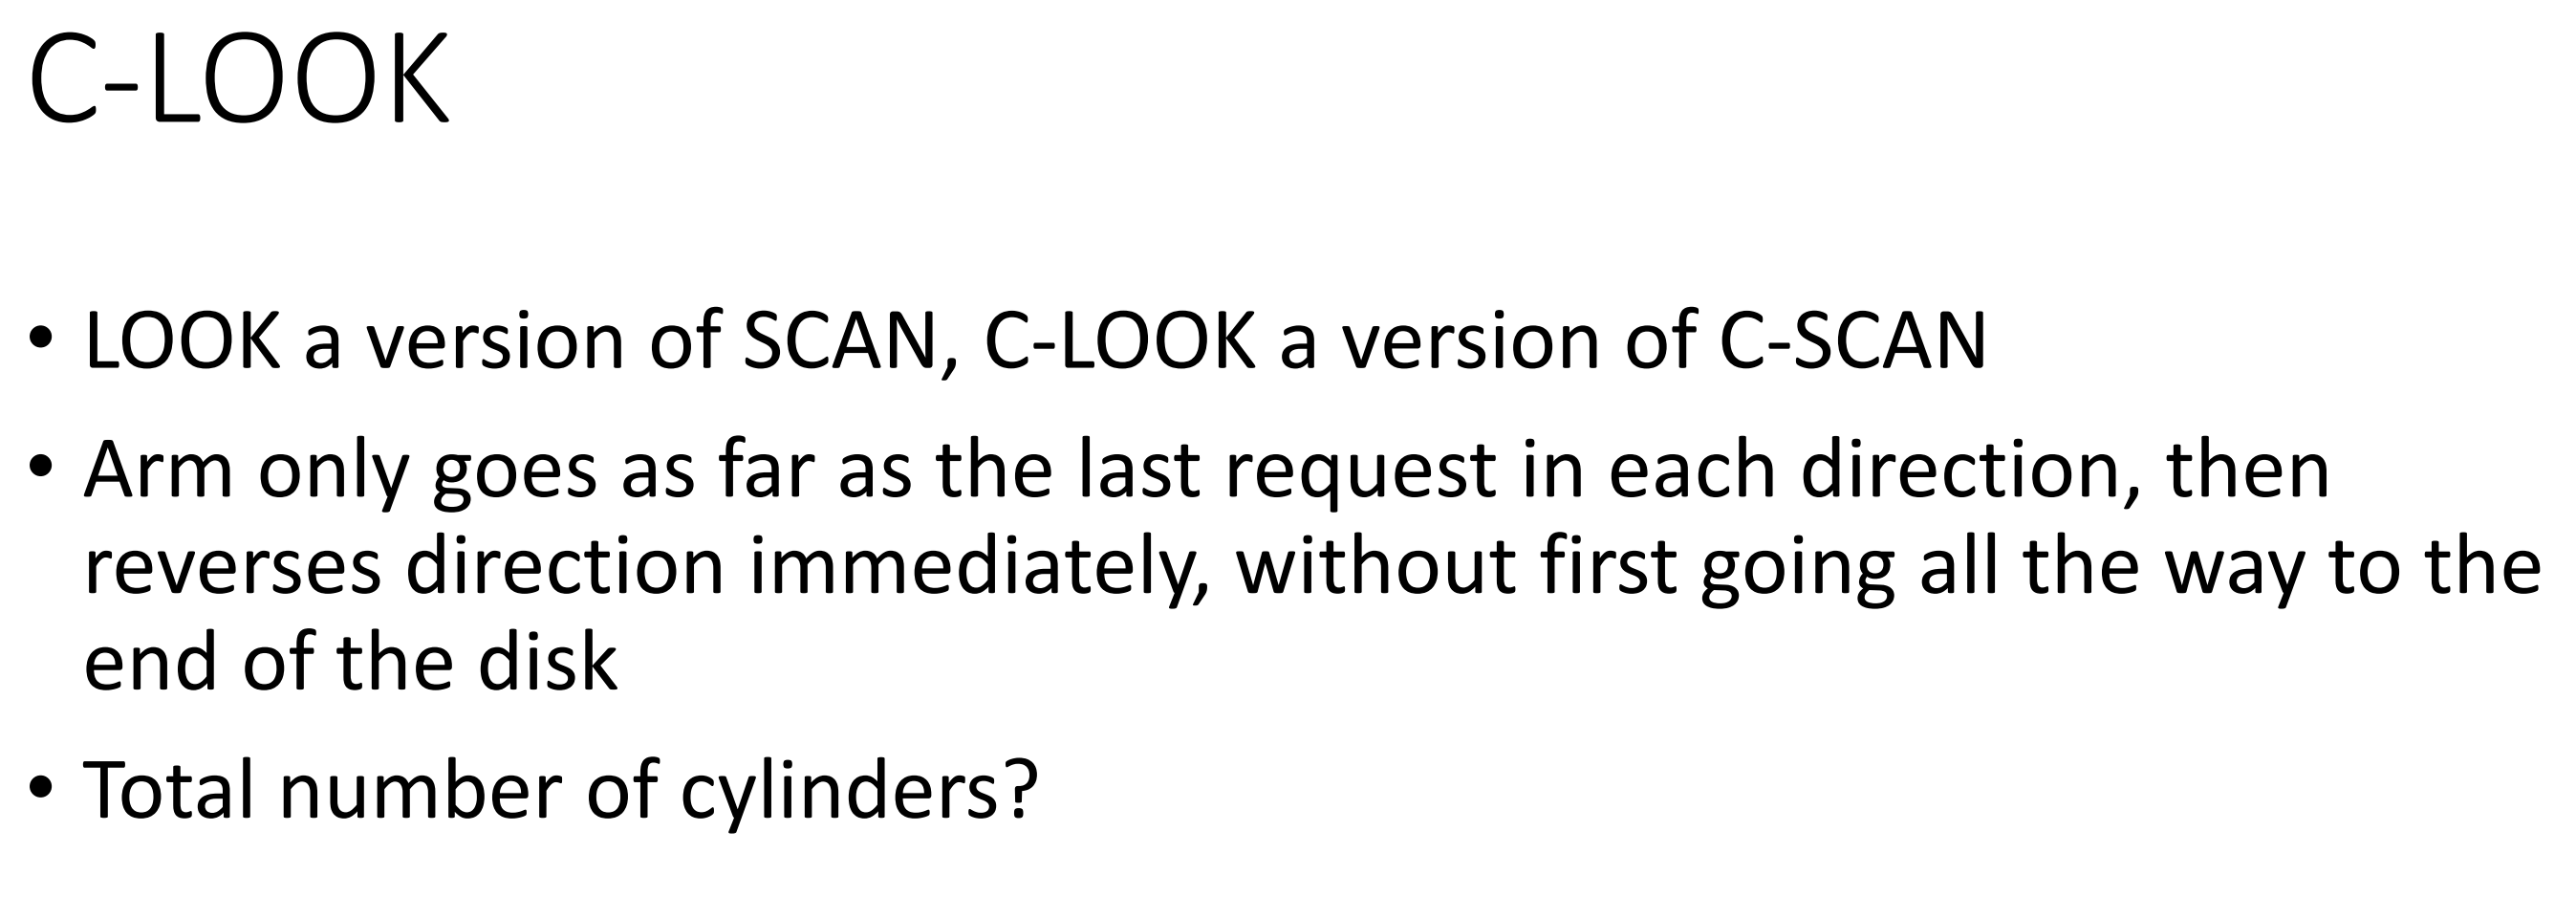 C-LOOK
• LOOK a version of SCAN, C-LOOK a version of C-SCAN
• Arm only goes as far as the last request in each direction, then
reverses direction immediately, without first going all the way to the
end of the disk
• Total number of cylinders?